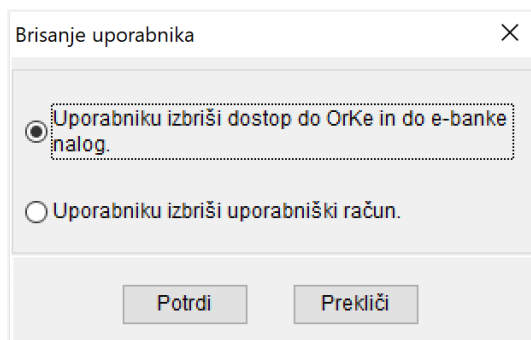 Brisanje uporabnika
Uporabniku izbriši dostop do OrKe in do e-banke
nalog.
Uporabniku izbriši uporabniški račun.
Potrdi
Prekliči